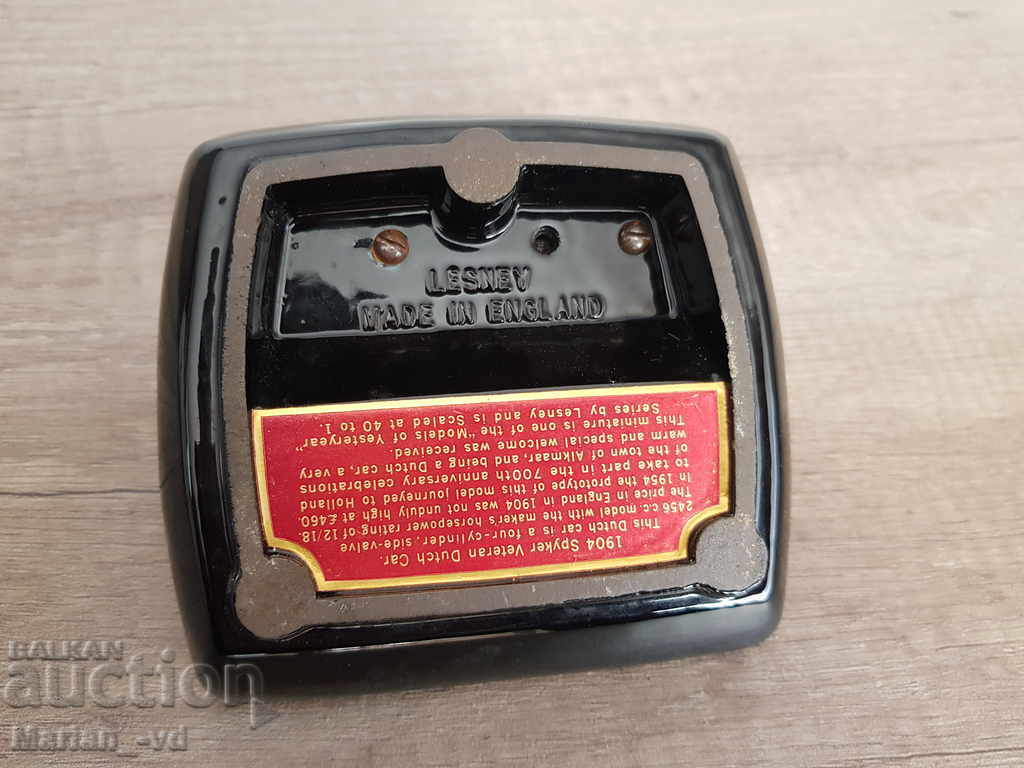 LESNEY
MADE IN ENGLAND
1904 Spyker Veteran Dutch Car.
This Dutch car is a four-cylinder, side-valve
2456 c.c. model with the maker's horsepower rating of 12/18.
The price in England in 1904 was not unduly high at £460.
In 1954 the prototype of this model journeyed to Holland
to take part in the 700th anniversary celebrations
of the town of Alkmaar, and being a Dutch car, a very
warm and special welcome was received.
This miniature is one of the "Models of Yesteryear"
Series by Lesney and is Scaled at 40 to 1.
BALKAN
auction
Marian_-vd